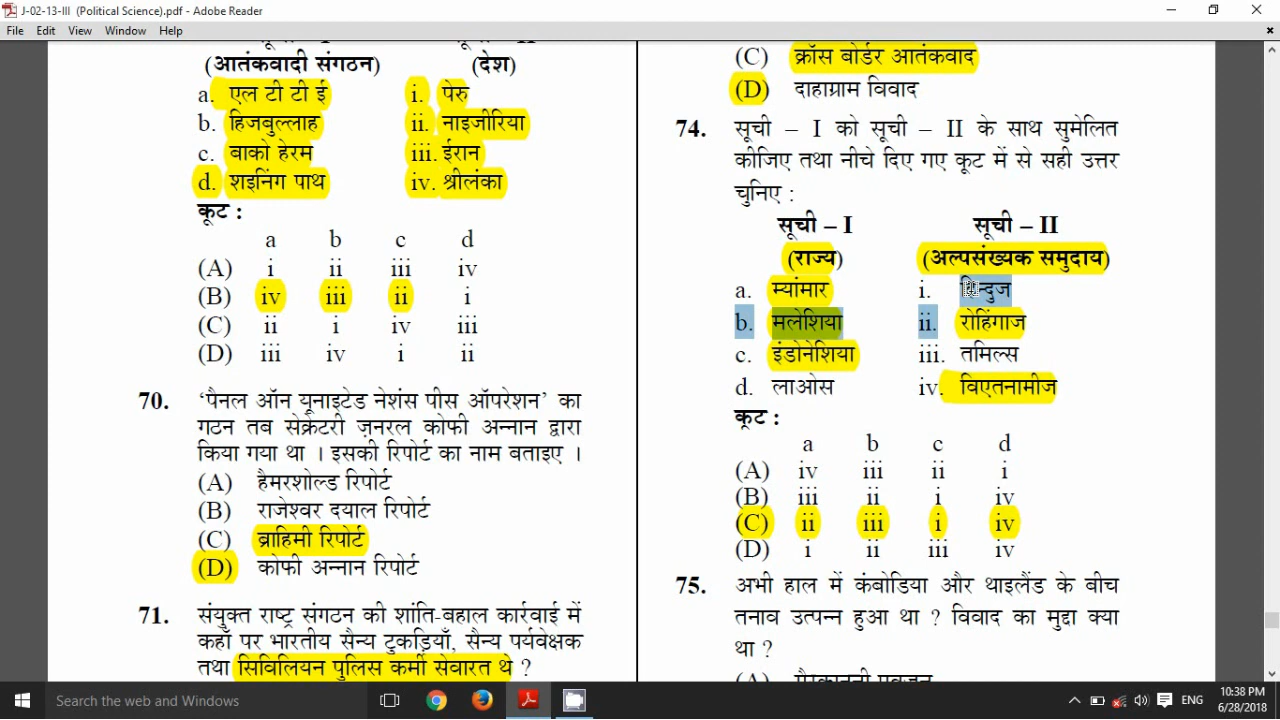 J-02-13-III (Political Science).pdf - Adobe Reader
File Edit View Window Help
(आतंकवादी संगठन) (देश)
a. एल टी टी ई i. पेरु
b. हिजबुल्लाह ii. नाइजीरिया
c. बाको हेरम iii. ईरान
d. शइनिंग पाथ iv. श्रीलंका
कूट :
a b c d
(A) i ii iii iv
(B) iv iii ii i
(C) ii i iv iii
(D) iii iv i ii
70. ‘पैनल ऑन यूनाइटेड नेशंस पीस ऑपरेशन’ का
गठन तब सेक्रेटरी ज़नरल कोफी अन्नान द्वारा
किया गया था । इसकी रिपोर्ट का नाम बताइए ।
(A) हैमरशोल्ड रिपोर्ट
(B) राजेश्वर दयाल रिपोर्ट
(C) ब्राहिमी रिपोर्ट
(D) कोफी अन्नान रिपोर्ट
71. संयुक्त राष्ट्र संगठन की शांति-बहाल कार्रवाई में
कहाँ पर भारतीय सैन्य टुकड़ियाँ, सैन्य पर्यवेक्षक
तथा सिविलियन पुलिस कर्मी सेवारत थे ?
(C) क्रॉस बोर्डर आतंकवाद
(D) दाहाग्राम विवाद
74. सूची – I को सूची – II के साथ सुमेलित
कीजिए तथा नीचे दिए गए कूट में से सही उत्तर
चुनिए :
सूची – I सूची – II
(राज्य) (अल्पसंख्यक समुदाय)
a. म्यांमार i. हिन्दुज
b. मलेशिया ii. रोहिंगाज
c. इंडोनेशिया iii. तमिल्स
d. लाओस iv. विएतनामीज
कूट :
a b c d
(A) iv iii ii i
(B) iii ii i iv
(C) ii iii i iv
(D) i ii iii iv
75. अभी हाल में कंबोडिया और थाइलैंड के बीच
तनाव उत्पन्न हुआ था ? विवाद का मुद्दा क्या
था ?
(A)
Search the web and Windows
ENG
10:38 PM
6/28/2018